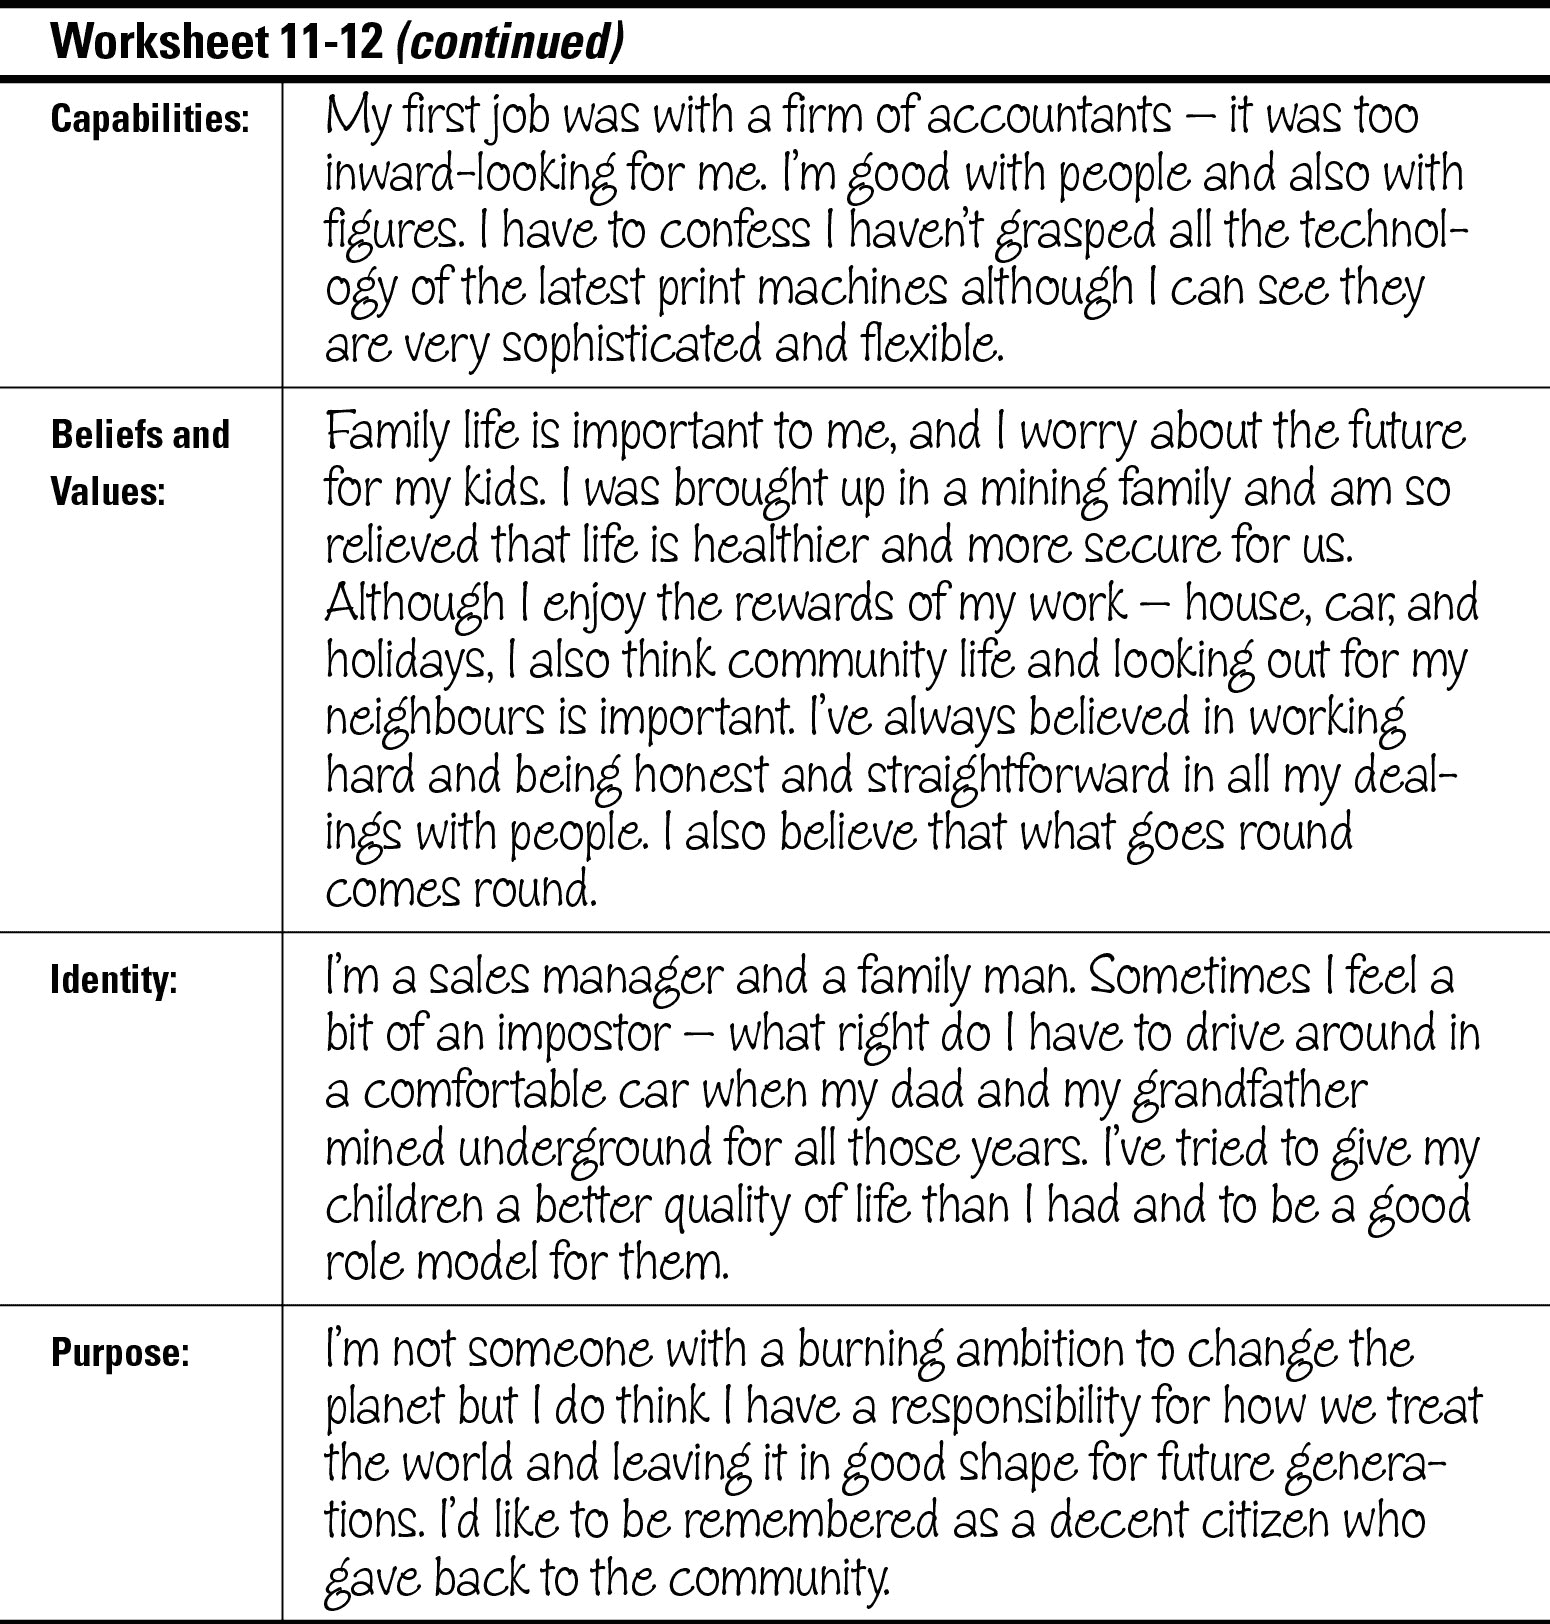 Worksheet 11-12 (continued)
Capabilities:
My first job was with a firm of accountants – it was too
inward-looking for me. I'm good with people and also with
figures. I have to confess I haven't grasped all the technol-
ogy of the latest print machines although I can see they
are very sophisticated and flexible.
Beliefs and
Values:
Family life is important to me, and I worry about the future
for my kids. I was brought up in a mining family and am so
relieved that life is healthier and more secure for us.
Although I enjoy the rewards of my work – house, car, and
holidays, I also think community life and looking out for my
neighbours is important. I've always believed in working
hard and being honest and straightforward in all my deal-
ings with people. I also believe that what goes round
comes round.
Identity:
I'm a sales manager and a family man. Sometimes I feel a
bit of an impostor – what right do I have to drive around in
a comfortable car when my dad and my grandfather
mined underground for all those years. I've tried to give my
children a better quality of life than I had and to be a good
role model for them.
Purpose:
I'm not someone with a burning ambition to change the
planet but I do think I have a responsibility for how we treat
the world and leaving it in good shape for future genera-
tions. I'd like to be remembered as a decent citizen who
gave back to the community.